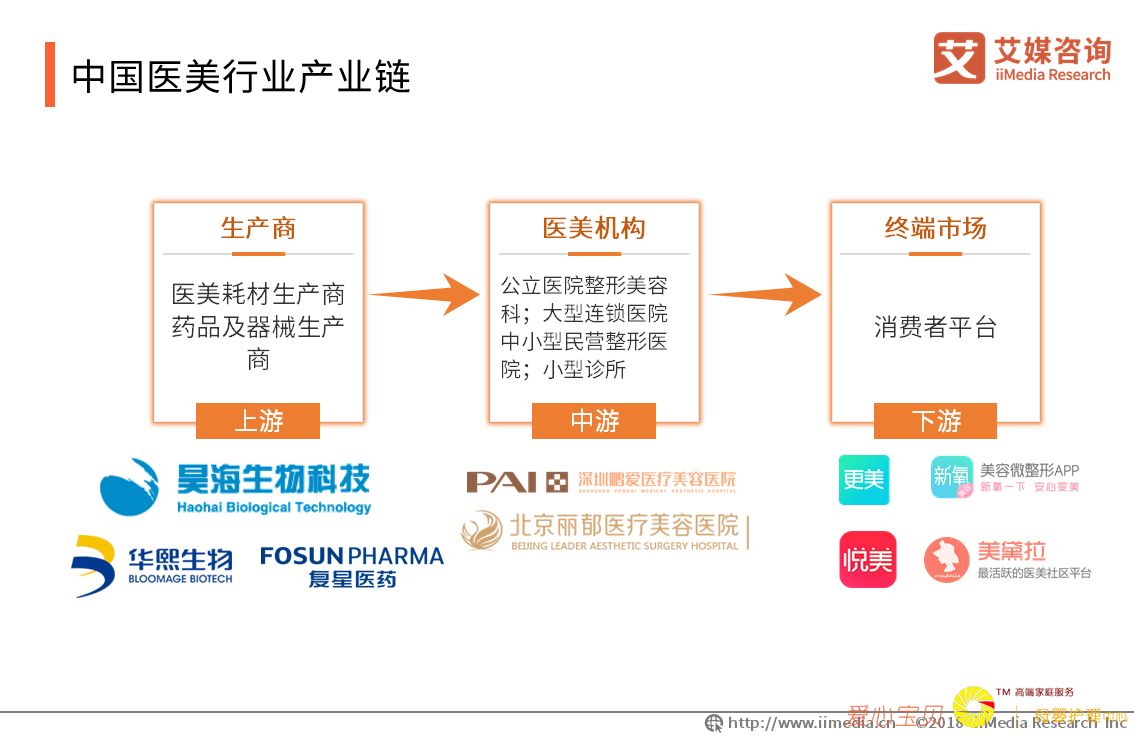 中国医美行业产业链
艾
艾媒咨询
iiMedia Research
生产商
医美耗材生产商
药品及器械生产
商
上游
医美机构
公立医院整形美容
科；大型连锁医院
中小型民营整形医
院；小型诊所
中游
终端市场
消费者平台
下游
昊海生物科技
Haohai Biological Technology
华熙生物
BLOOMAGE BIOTECH
FOSUN PHARMA
复星医药
PAI 深圳鹏爱医疗美容医院
SHENZHEN PENGAI MEDICAL AESTHETIC HOSPITAL
北京丽都医疗美容医院
BEIJING LEADER AESTHETIC SURGERY HOSPITAL
更美
新氧
美容微整形APP
新氧一下 安心变美
悦美
meidaila
美黛拉
最活跃的医美社区平台
TM 高端家庭服务
爱心宝贝
母婴护理中心
http://www.iimedia.cn ©2018 iiMedia Research Inc